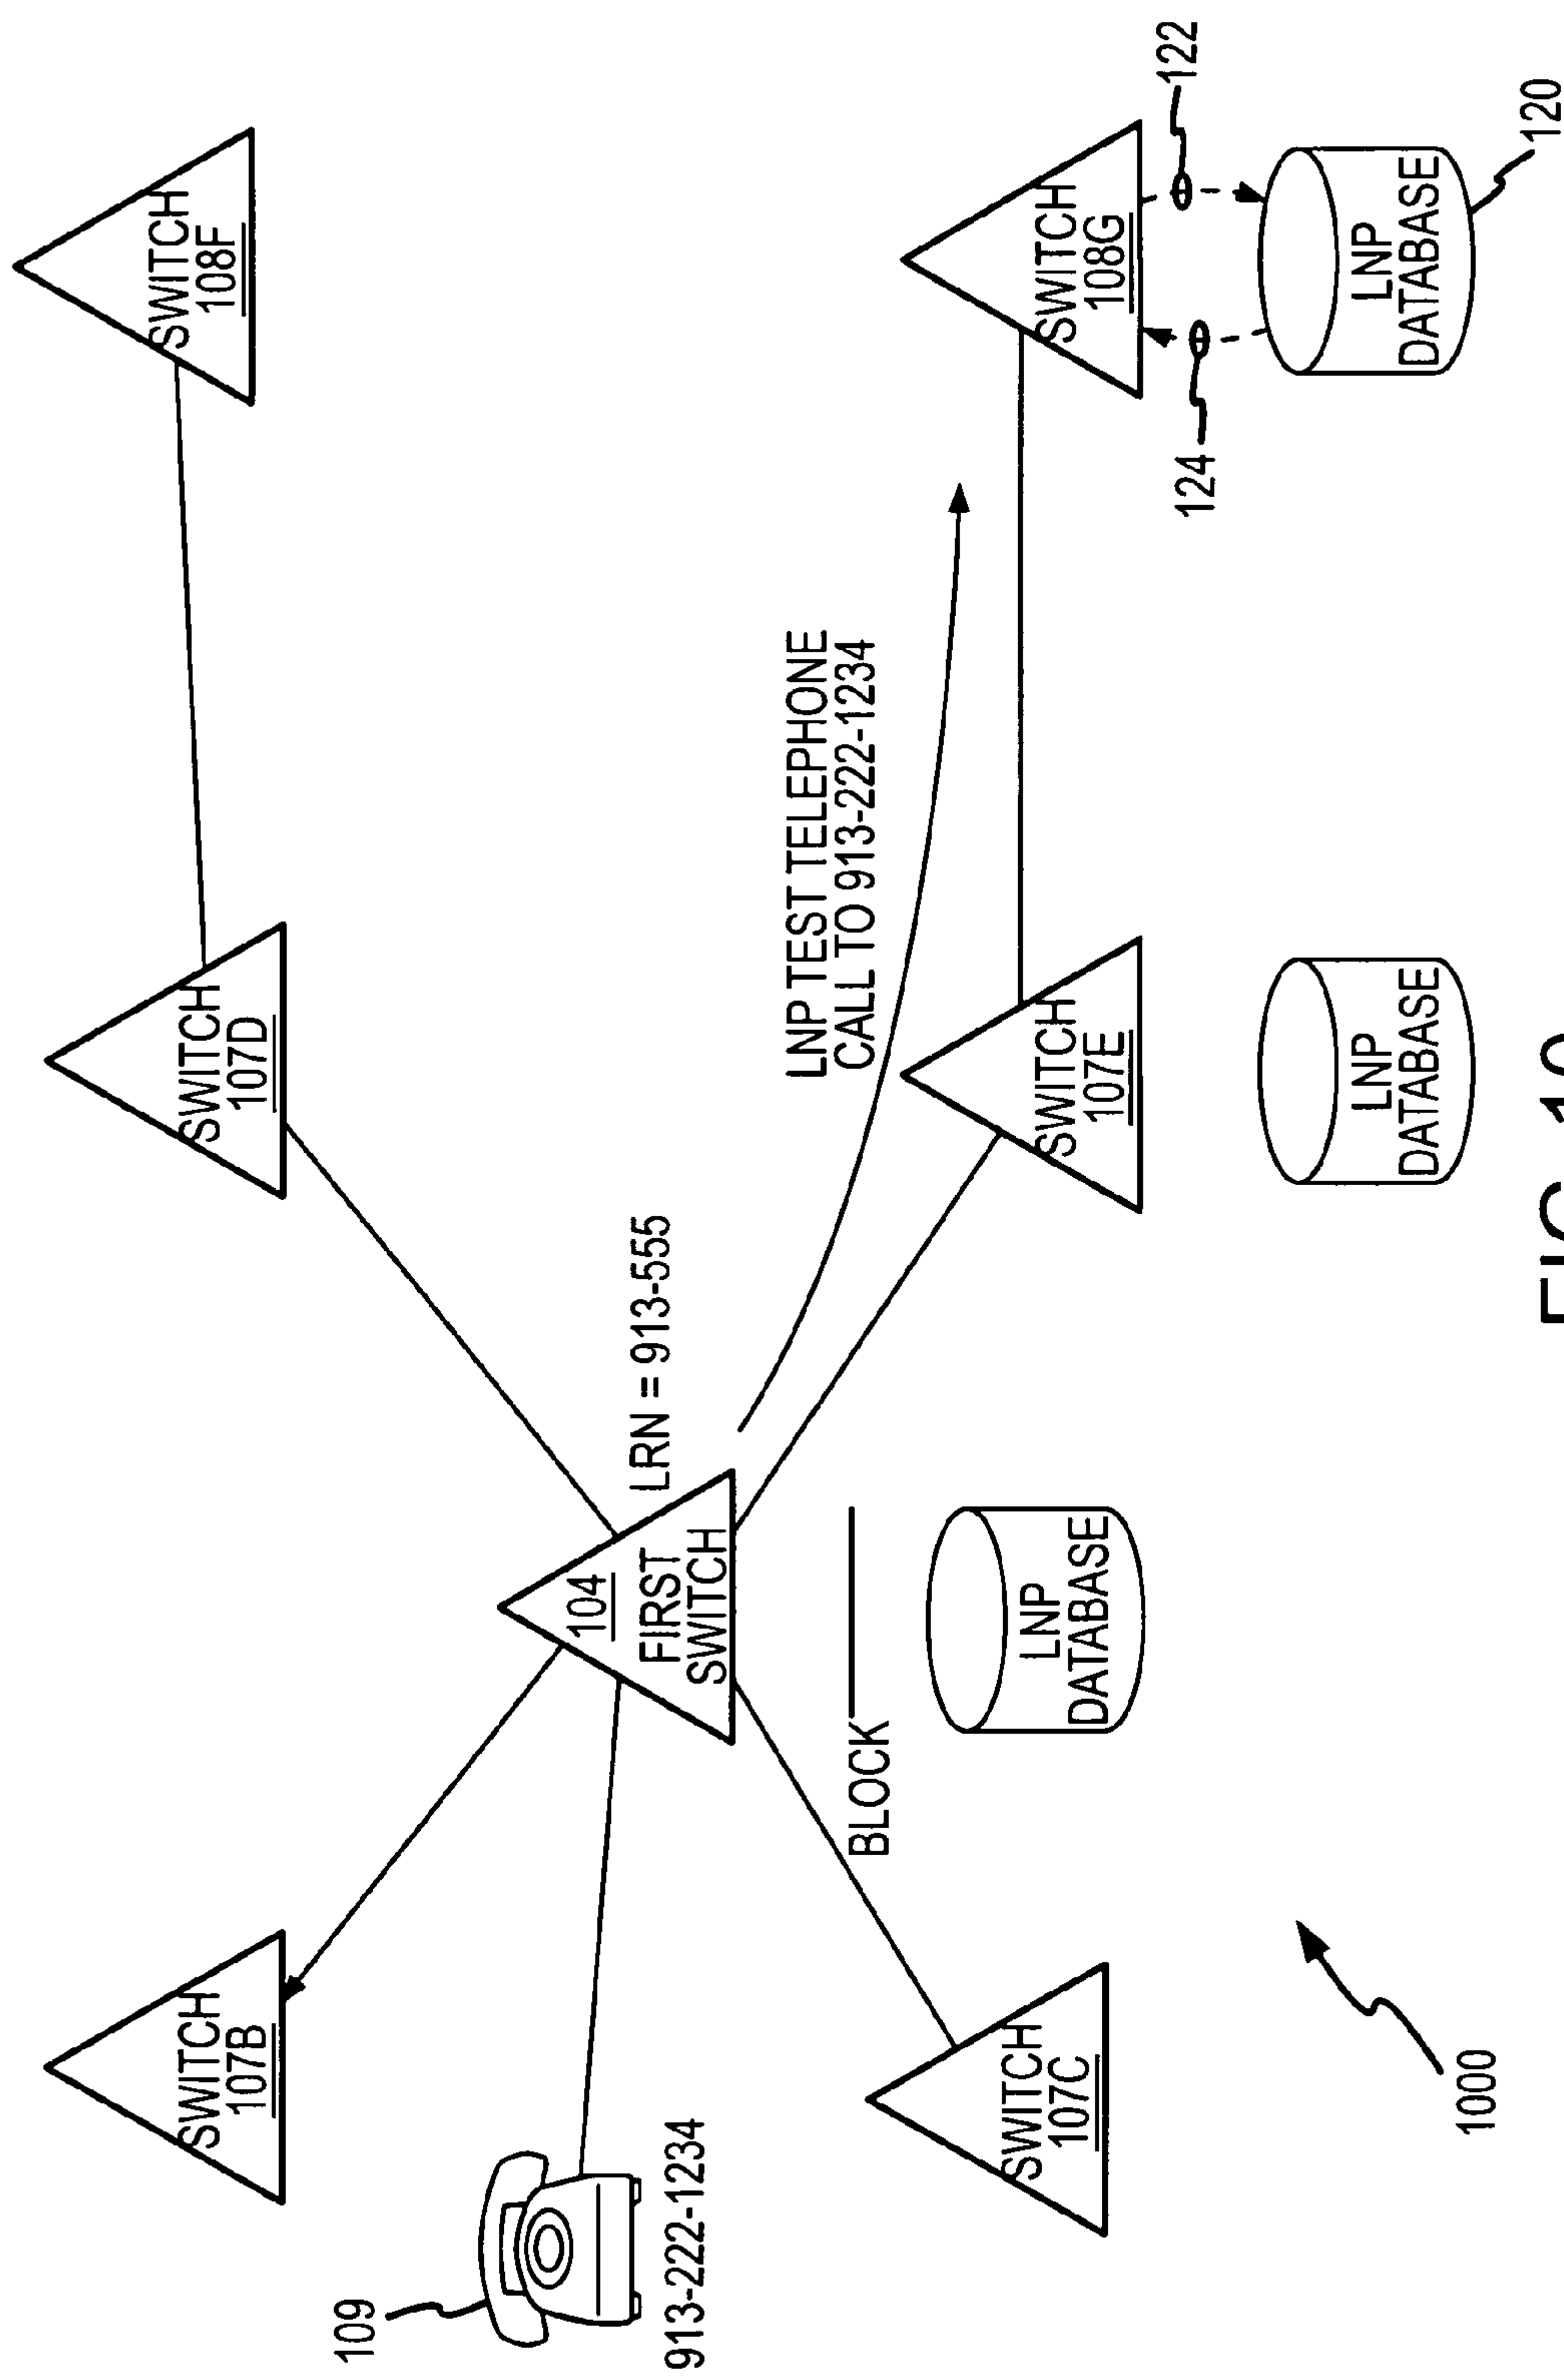 SWITCH
107B
SWITCH
107D
SWITCH
108F
109
913-222-1234
104
FIRST
SWITCH
LRN = 913-555
LNP TEST TELEPHONE
CALL TO 913-222-1234
SWITCH
107C
BLOCK
LNP
DATABASE
SWITCH
107E
SWITCH
108G
124
122
LNP
DATABASE
LNP
DATABASE
120
1000